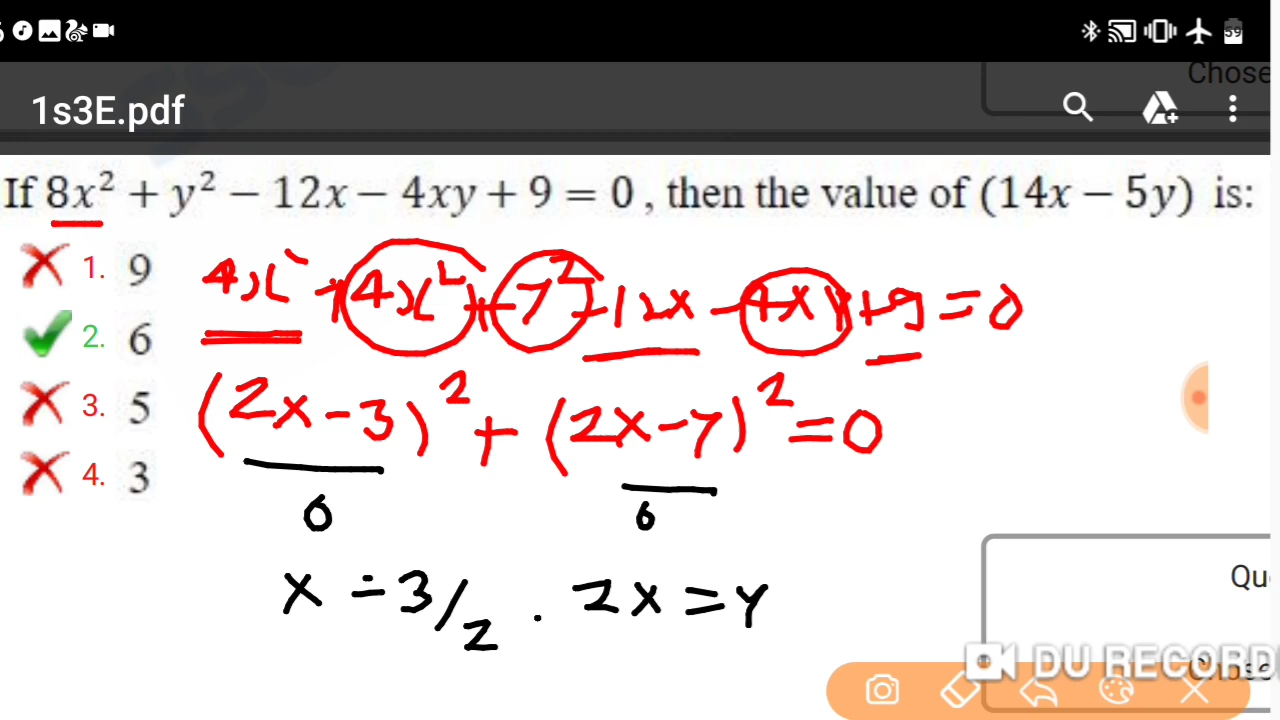 59
Chose
1s3E.pdf
If 8x² + y² − 12x − 4xy + 9 = 0 , then the value of (14x − 5y) is:
1. 9
4x² + 4x² + y² − 12x − 4xy + 9 = 0
2. 6
3. 5
(2x − 3)² + (2x − y)² = 0
4. 3
0 0
x = 3/2 . 2x = y
Qu
DU RECORD
Chose